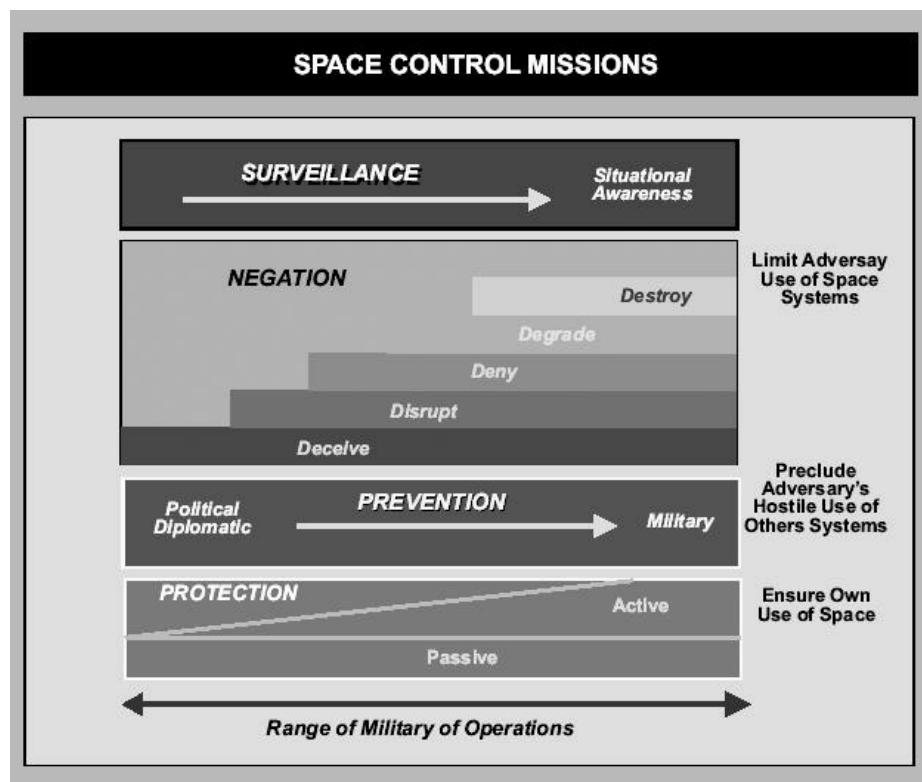 SPACE CONTROL MISSIONS
SURVEILLANCE
Situational
Awareness
NEGATION
Destroy
Degrade
Deny
Disrupt
Deceive
Limit Adversay
Use of Space
Systems
Political
Diplomatic
PREVENTION
Military
Preclude
Adversary's
Hostile Use of
Others Systems
PROTECTION
Active
Passive
Ensure Own
Use of Space
Range of Military of Operations